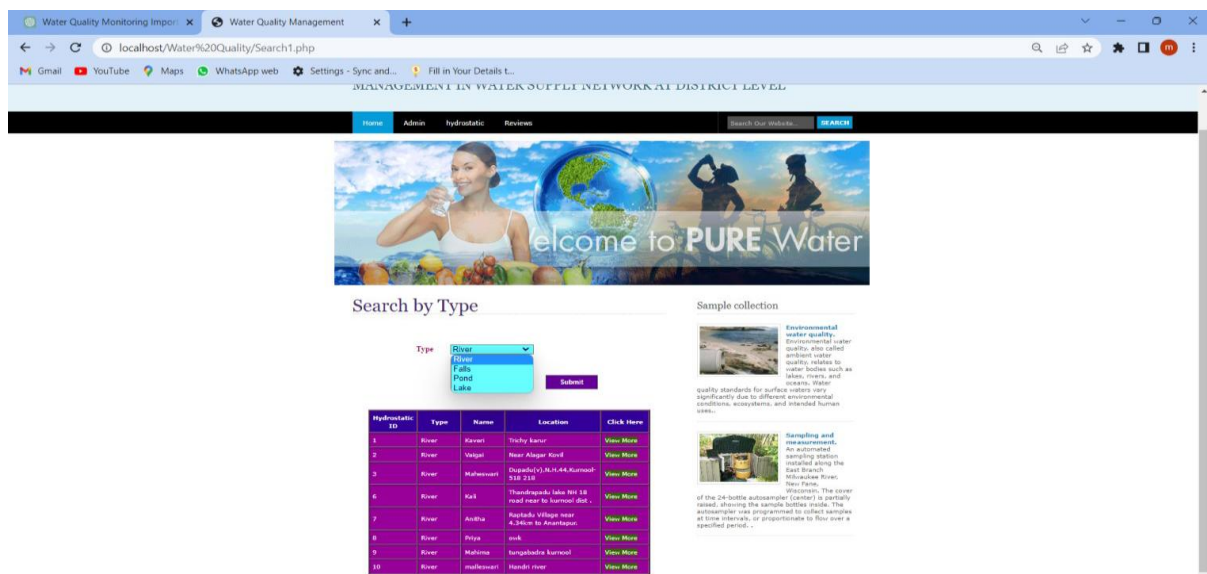 Water Quality Monitoring Impor
Water Quality Management
localhost/Water%20Quality/Search1.php
m
Gmail
YouTube
Maps
WhatsApp web
Settings - Sync and...
Fill in Your Details t...
MANAGEMENT IN WATER SUPPLY NETWORK AT DISTRICT LEVEL
Home Admin hydrostatic Reviews
Search Our Website... SEARCH
Welcome to PURE Water
Search by Type
Type River
River
Falls
Pond
Lake
Submit
Hydrostatic ID Type Name Location Click Here
1 River Kaveri Trichy karur View More
2 River Vaigai Near Alagar Kovil View More
3 River Maheswari Dupadu(v).N.H.44,Kurnool-
518 218 View More
6 River Kali Thandrapadu laka NH 18
road near to kurnool dist . View More
7 River Anitha Raptadu Village near
4.34km to Anantapur. View More
8 River Priya owk View More
9 River Mahima tungabadra kurnool View More
10 River malleswari Handri river View More
Sample collection
Environmental
water quality.
Environmental water
quality, also called
ambient water
quality, relates to
water bodies such as
lakes, rivers, and
oceans. Water
quality standards for surface waters vary
significantly due to different environmental
conditions, ecosystems, and intended human
uses..
Sampling and
measurement.
An automated
sampling station
installed along the
East Branch
Milwaukee River,
New Fane,
Wisconsin. The cover
of the 24-bottle autosampler (center) is partially
raised, showing the sample bottles inside. The
autosampler was programmed to collect samples
at time intervals, or proportionate to flow over a
specified period. .